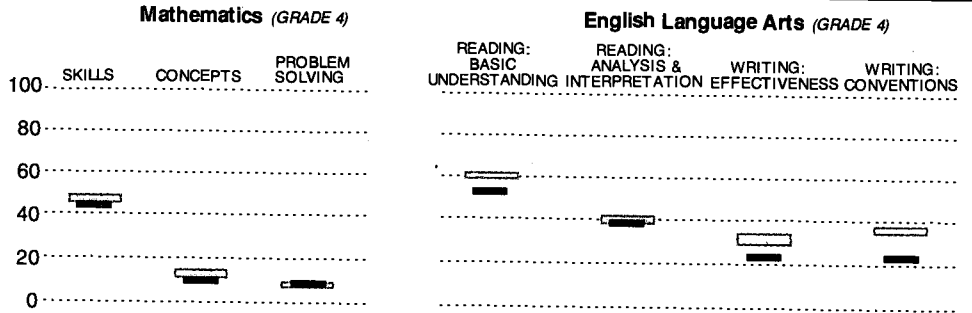 Mathematics (GRADE 4)
SKILLS CONCEPTS PROBLEM SOLVING
100
80
60
40
20
0
English Language Arts (GRADE 4)
READING: BASIC UNDERSTANDING
READING: ANALYSIS & INTERPRETATION
WRITING: EFFECTIVENESS
WRITING: CONVENTIONS